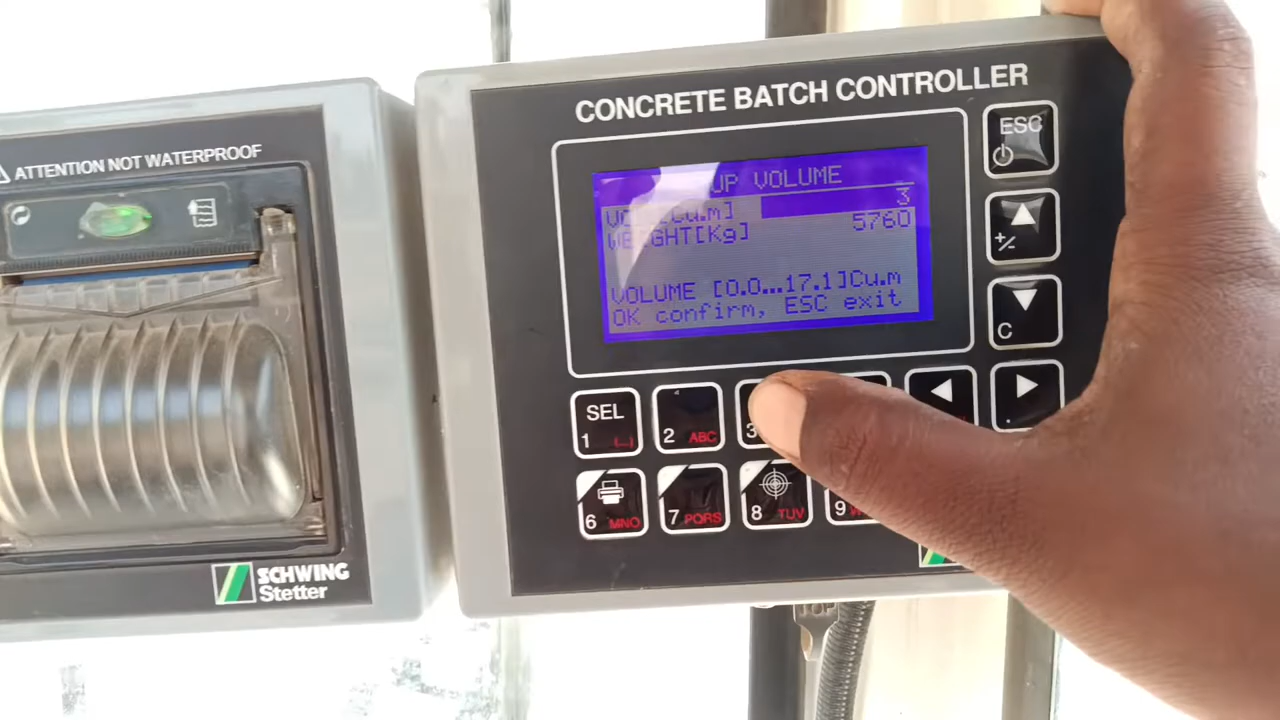 ATTENTION NOT WATERPROOF
SCHWING
Stetter
CONCRETE BATCH CONTROLLER
UP VOLUME
[Cu.m] 3
WEIGHT[Kg] 5760
VOLUME [0.0...17.1]Cu.m
OK confirm, ESC exit
ESC
+/-
C
SEL
1 (...)
2 ABC
3
6 MNO
7 PQRS
8 TUV
9